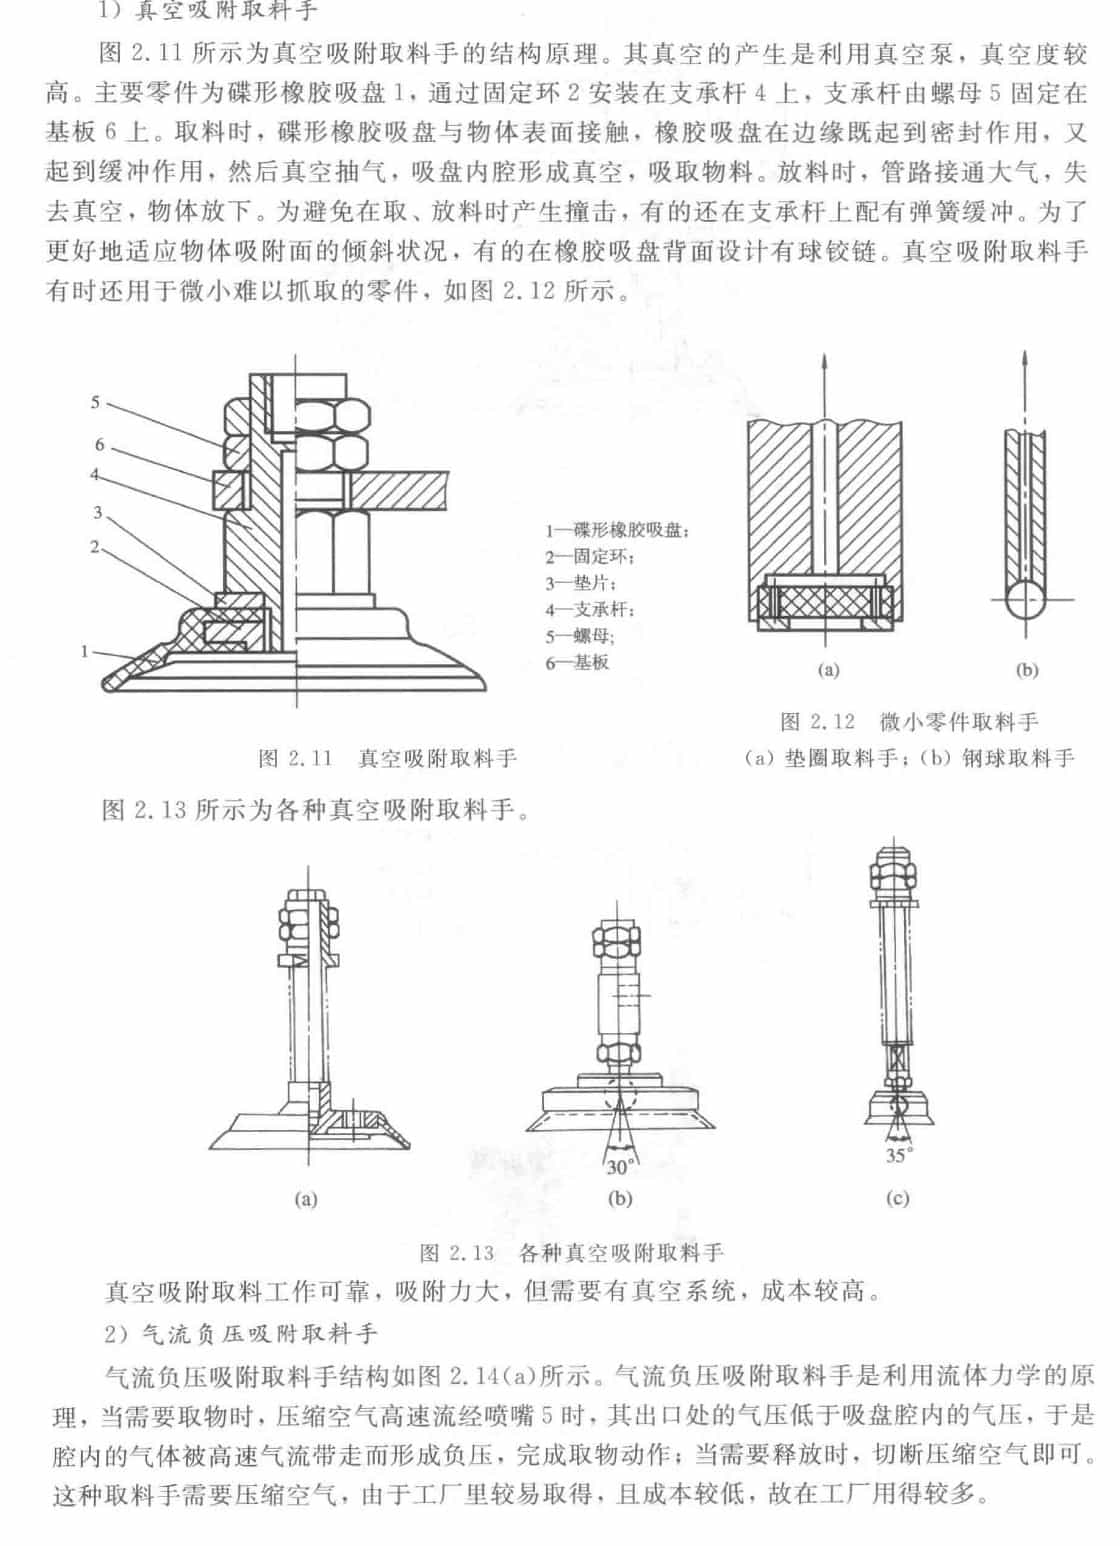 1) 真空吸附取料手
图 2.11 所示为真空吸附取料手的结构原理。其真空的产生是利用真空泵，真空度较
高。主要零件为碟形橡胶吸盘 1，通过固定环 2 安装在支承杆 4 上，支承杆由螺母 5 固定在
基板 6 上。取料时，碟形橡胶吸盘与物体表面接触，橡胶吸盘在边缘既起到密封作用，又
起到缓冲作用，然后真空抽气，吸盘内腔形成真空，吸取物料。放料时，管路接通大气，失
去真空，物体放下。为避免在取、放料时产生撞击，有的还在支承杆上配有弹簧缓冲。为了
更好地适应物体吸附面的倾斜状况，有的在橡胶吸盘背面设计有球铰链。真空吸附取料手
有时还用于微小难以抓取的零件，如图 2.12 所示。
5
6
4
3
2
1
1—碟形橡胶吸盘；
2—固定环；
3—垫片；
4—支承杆；
5—螺母；
6—基板
(a)
(b)
图 2.11 真空吸附取料手
图 2.12 微小零件取料手
(a) 垫圈取料手；(b) 钢球取料手
图 2.13 所示为各种真空吸附取料手。
30°
35°
(a)
(b)
(c)
图 2.13 各种真空吸附取料手
真空吸附取料工作可靠，吸附力大，但需要有真空系统，成本较高。
2) 气流负压吸附取料手
气流负压吸附取料手结构如图 2.14(a)所示。气流负压吸附取料手是利用流体力学的原
理，当需要取物时，压缩空气高速流经喷嘴 5 时，其出口处的气压低于吸盘腔内的气压，于是
腔内的气体被高速气流带走而形成负压，完成取物动作；当需要释放时，切断压缩空气即可。
这种取料手需要压缩空气，由于工厂里较易取得，且成本较低，故在工厂用得较多。